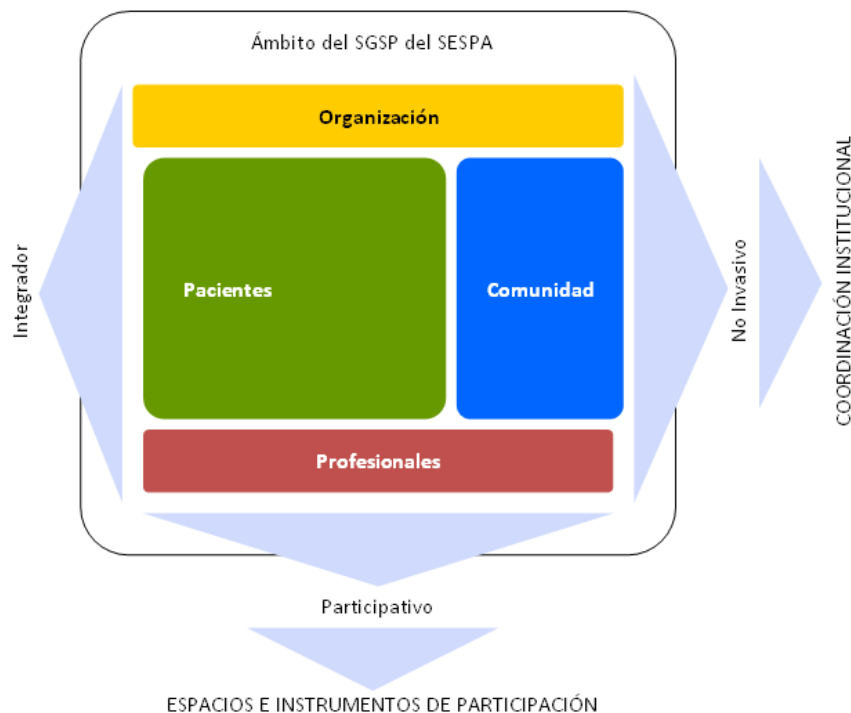 Ámbito del SGSP del SESPA
Organización
Integrador
Pacientes
Comunidad
No Invasivo
COORDINACIÓN INSTITUCIONAL
Profesionales
Participativo
ESPACIOS E INSTRUMENTOS DE PARTICIPACIÓN